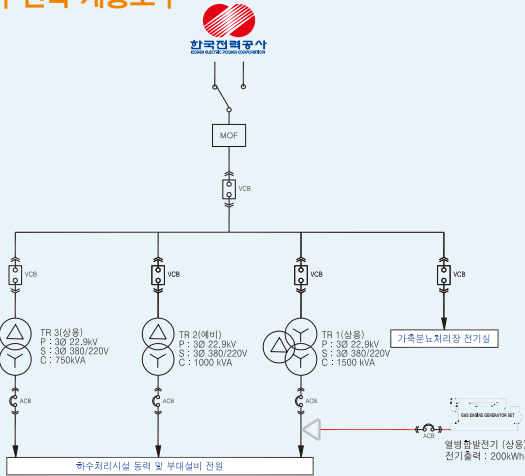 전력 계통도
한국전력공사
KOREA ELECTRIC POWER CORPORATION
MOF
VCB
VCB
VCB
VCB
VCB
TR 3(상용)
P : 3Ø 22.9kV
S : 3Ø 380/220V
C : 750kVA
TR 2(예비)
P : 3Ø 22.9kV
S : 3Ø 380/220V
C : 1000 kVA
TR 1(상용)
P : 3Ø 22.9kV
S : 3Ø 380/220V
C : 1500 kVA
가축분뇨처리장 전기실
ACB
ACB
ACB
ACB
GAS ENGINE GENERATOR SET
열병합발전기 (상용)
전기출력 : 200kWh
하수처리시설 동력 및 부대설비 전원